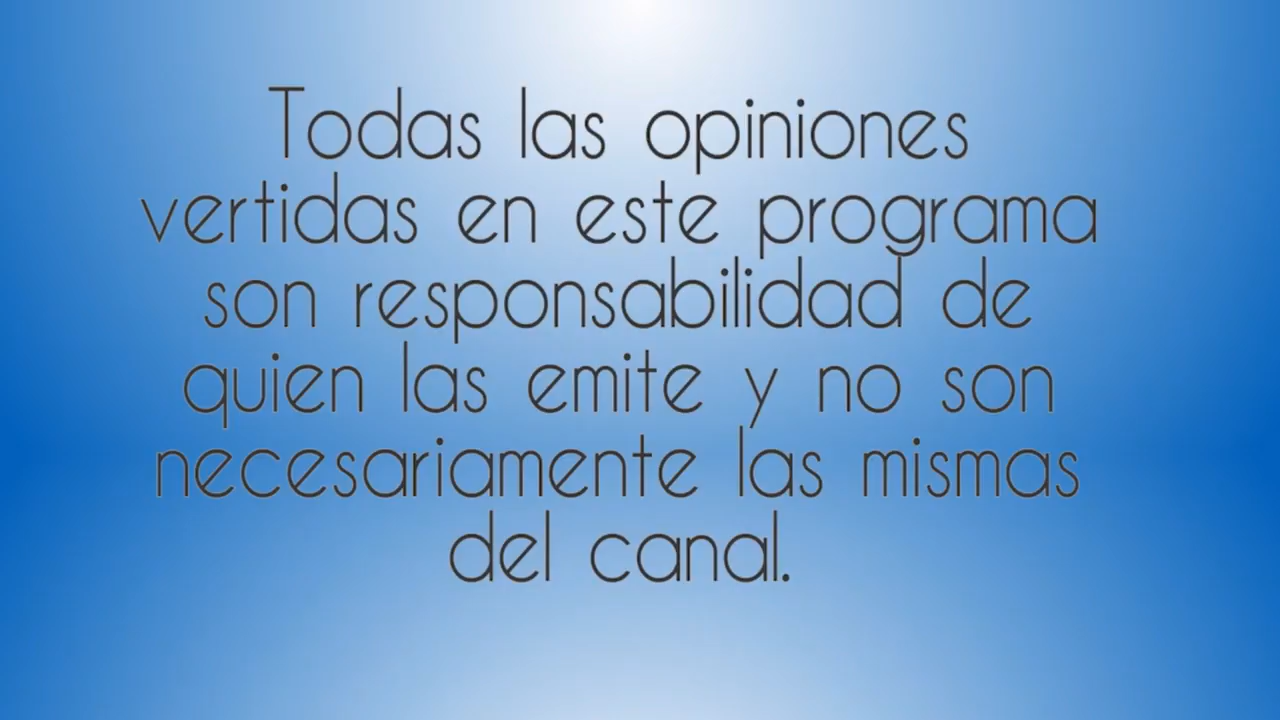 Todas las opiniones
vertidas en este programa
son responsabilidad de
quien las emite y no son
necesariamente las mismas
del canal.